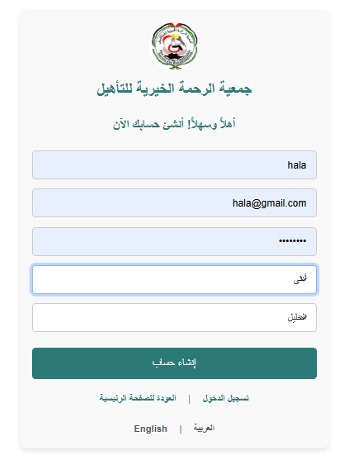 جمعية الرحمة الخيرية للتأهيل
أهلاً وسهلاً! أنشئ حسابك الآن
hala
hala@gmail.com
••••••••
أنثى
الخليل
إنشاء حساب
تسجيل الدخول | العودة للصفحة الرئيسية
العربية | English